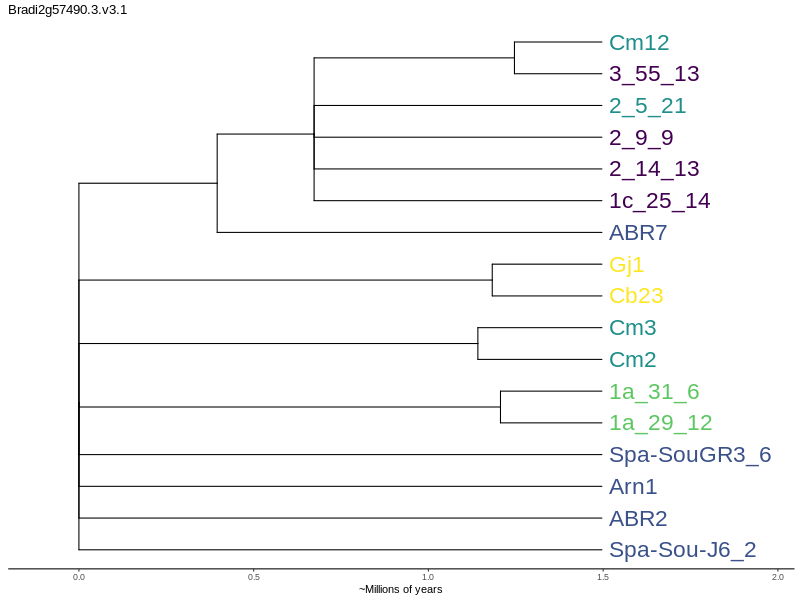 Bradi2g57490.3.v3.1
Cm12
3_55_13
2_5_21
2_9_9
2_14_13
1c_25_14
ABR7
Gj1
Cb23
Cm3
Cm2
1a_31_6
1a_29_12
Spa-SouGR3_6
Arn1
ABR2
Spa-Sou-J6_2
0.0 0.5 1.0 1.5 2.0
~Millions of years